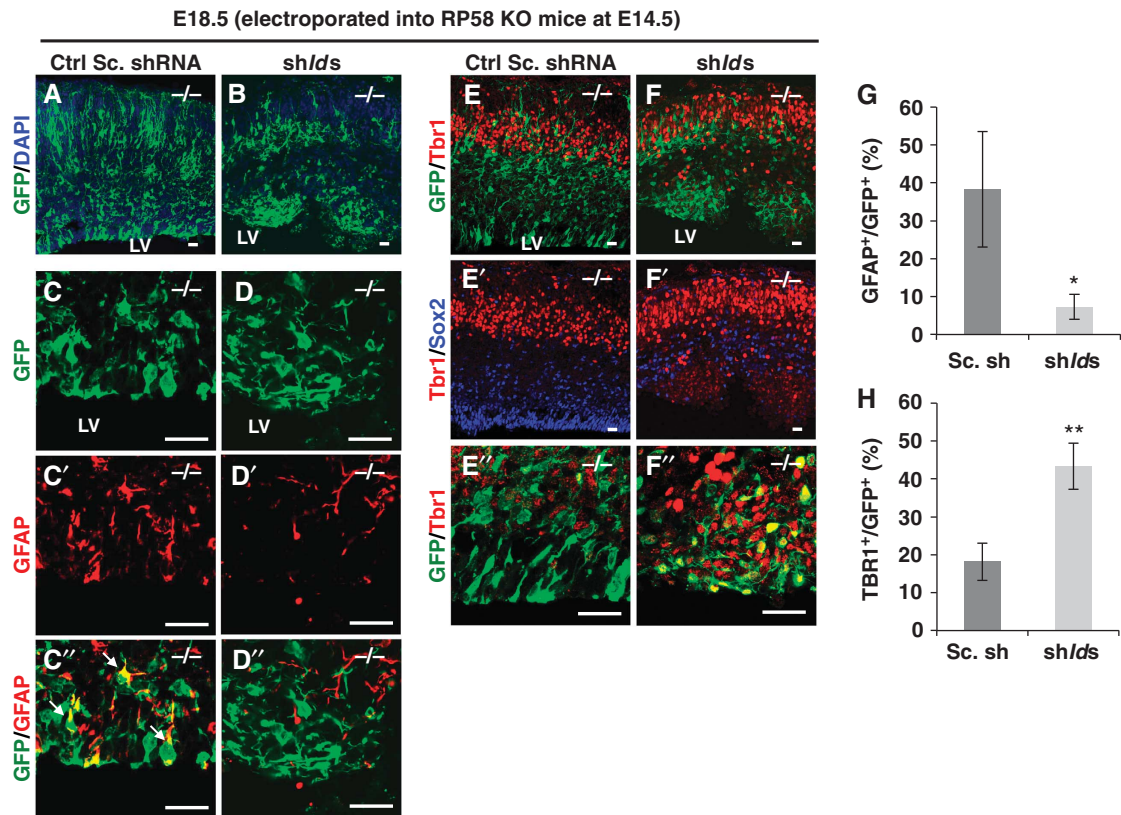 E18.5 (electroporated into RP58 KO mice at E14.5)
Ctrl Sc. shRNA
shIds
Ctrl Sc. shRNA
shIds
GFP/DAPI
A
–/–
LV
B
–/–
LV
GFP
C
–/–
LV
D
–/–
GFAP
C′
–/–
D′
–/–
GFP/GFAP
C″
–/–
D″
–/–
GFP/Tbr1
E
–/–
LV
F
–/–
LV
Tbr1/Sox2
E′
–/–
F′
–/–
GFP/Tbr1
E″
–/–
F″
–/–
G
GFAP⁺/GFP⁺ (%)
60
50
40
30
20
10
0
*
Sc. sh
shIds
H
TBR1⁺/GFP⁺ (%)
60
50
40
30
20
10
0
**
Sc. sh
shIds